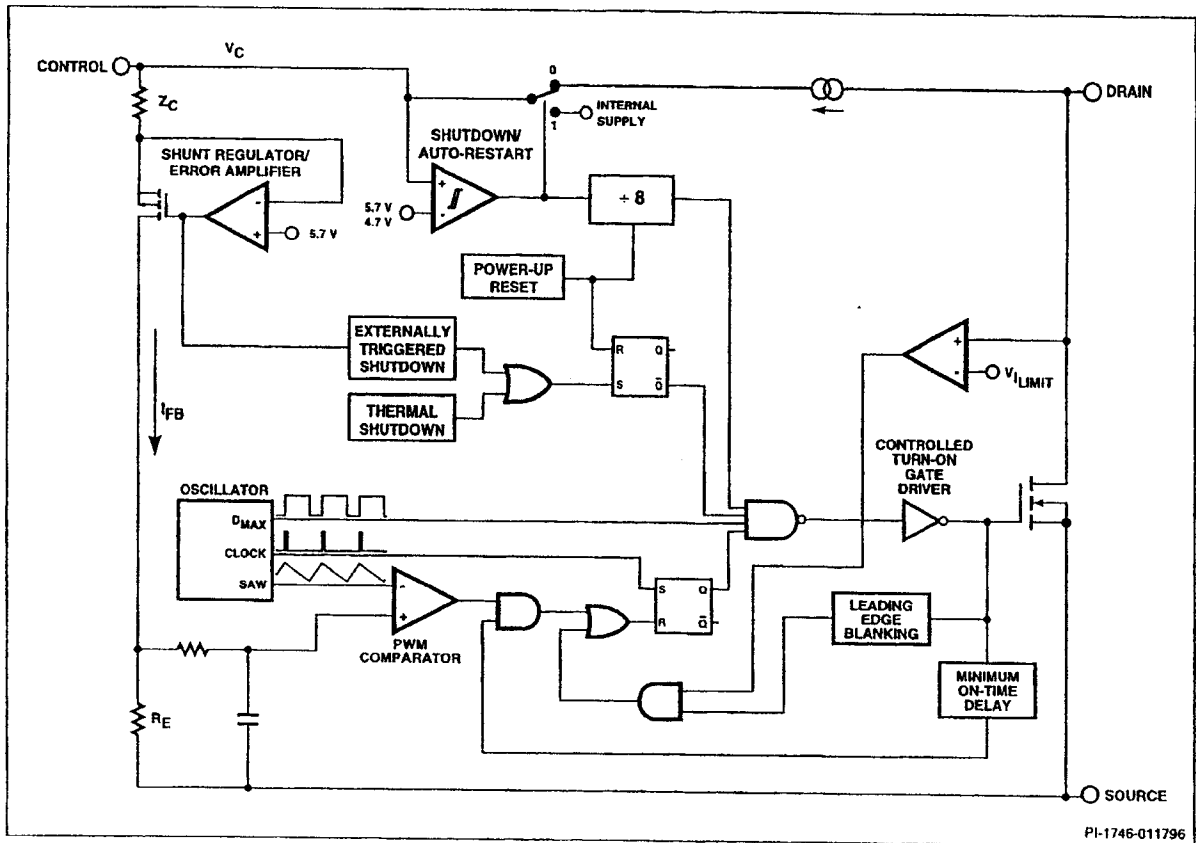 V_C
CONTROL
0
DRAIN
Z_C
INTERNAL
SUPPLY
1
SHUTDOWN/
AUTO-RESTART
SHUNT REGULATOR/
ERROR AMPLIFIER
+
-
5.7 V
4.7 V
÷ 8
-
+
5.7 V
POWER-UP
RESET
EXTERNALLY
TRIGGERED
SHUTDOWN
R Q
S Q̅
+
-
V_I_LIMIT
THERMAL
SHUTDOWN
I_FB
CONTROLLED
TURN-ON
GATE
DRIVER
OSCILLATOR
D_MAX
CLOCK
SAW
-
+
PWM
COMPARATOR
S Q
R Q̅
LEADING
EDGE
BLANKING
MINIMUM
ON-TIME
DELAY
R_E
SOURCE
PI-1746-011796